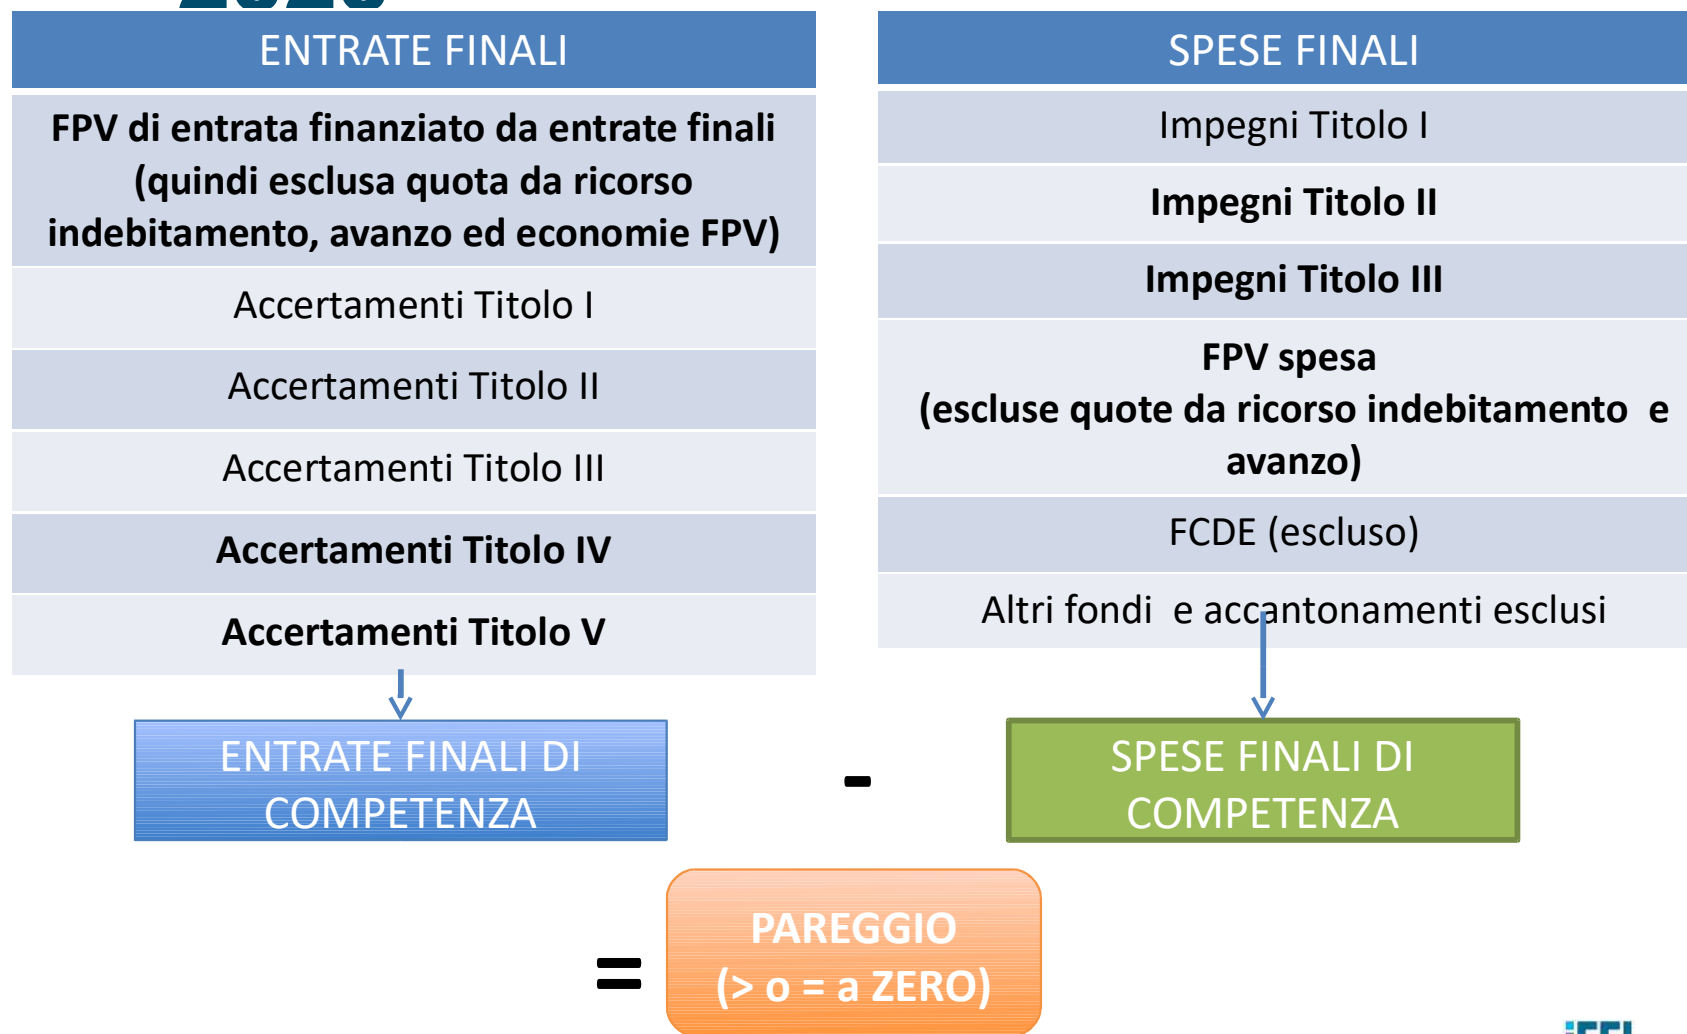 2020
ENTRATE FINALI
FPV di entrata finanziato da entrate finali
(quindi esclusa quota da ricorso
indebitamento, avanzo ed economie FPV)
Accertamenti Titolo I
Accertamenti Titolo II
Accertamenti Titolo III
Accertamenti Titolo IV
Accertamenti Titolo V
ENTRATE FINALI DI
COMPETENZA
-
SPESE FINALI
Impegni Titolo I
Impegni Titolo II
Impegni Titolo III
FPV spesa
(escluse quote da ricorso indebitamento e
avanzo)
FCDE (escluso)
Altri fondi e accantonamenti esclusi
SPESE FINALI DI
COMPETENZA
=
PAREGGIO
(> o = a ZERO)